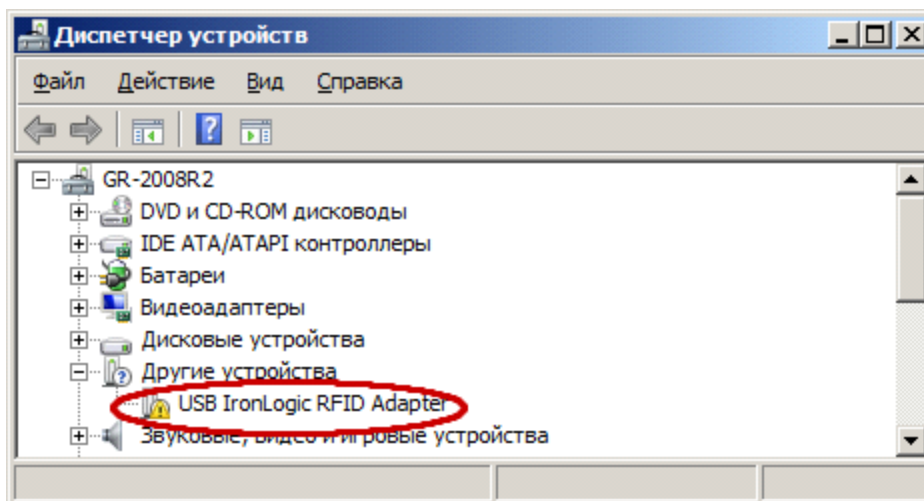 Диспетчер устройств
Файл Действие Вид Справка
GR-2008R2
DVD и CD-ROM дисководы
IDE ATA/ATAPI контроллеры
Батареи
Видеоадаптеры
Дисковые устройства
Другие устройства
USB IronLogic RFID Adapter
Звуковые, видео и игровые устройства